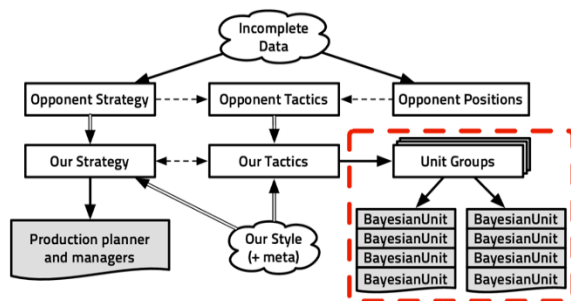 Incomplete
Data
Opponent Strategy
Opponent Tactics
Opponent Positions
Our Strategy
Our Tactics
Unit Groups
Production planner
and managers
Our Style
(+ meta)
BayesianUnit
BayesianUnit
BayesianUnit
BayesianUnit
BayesianUnit
BayesianUnit
BayesianUnit
BayesianUnit